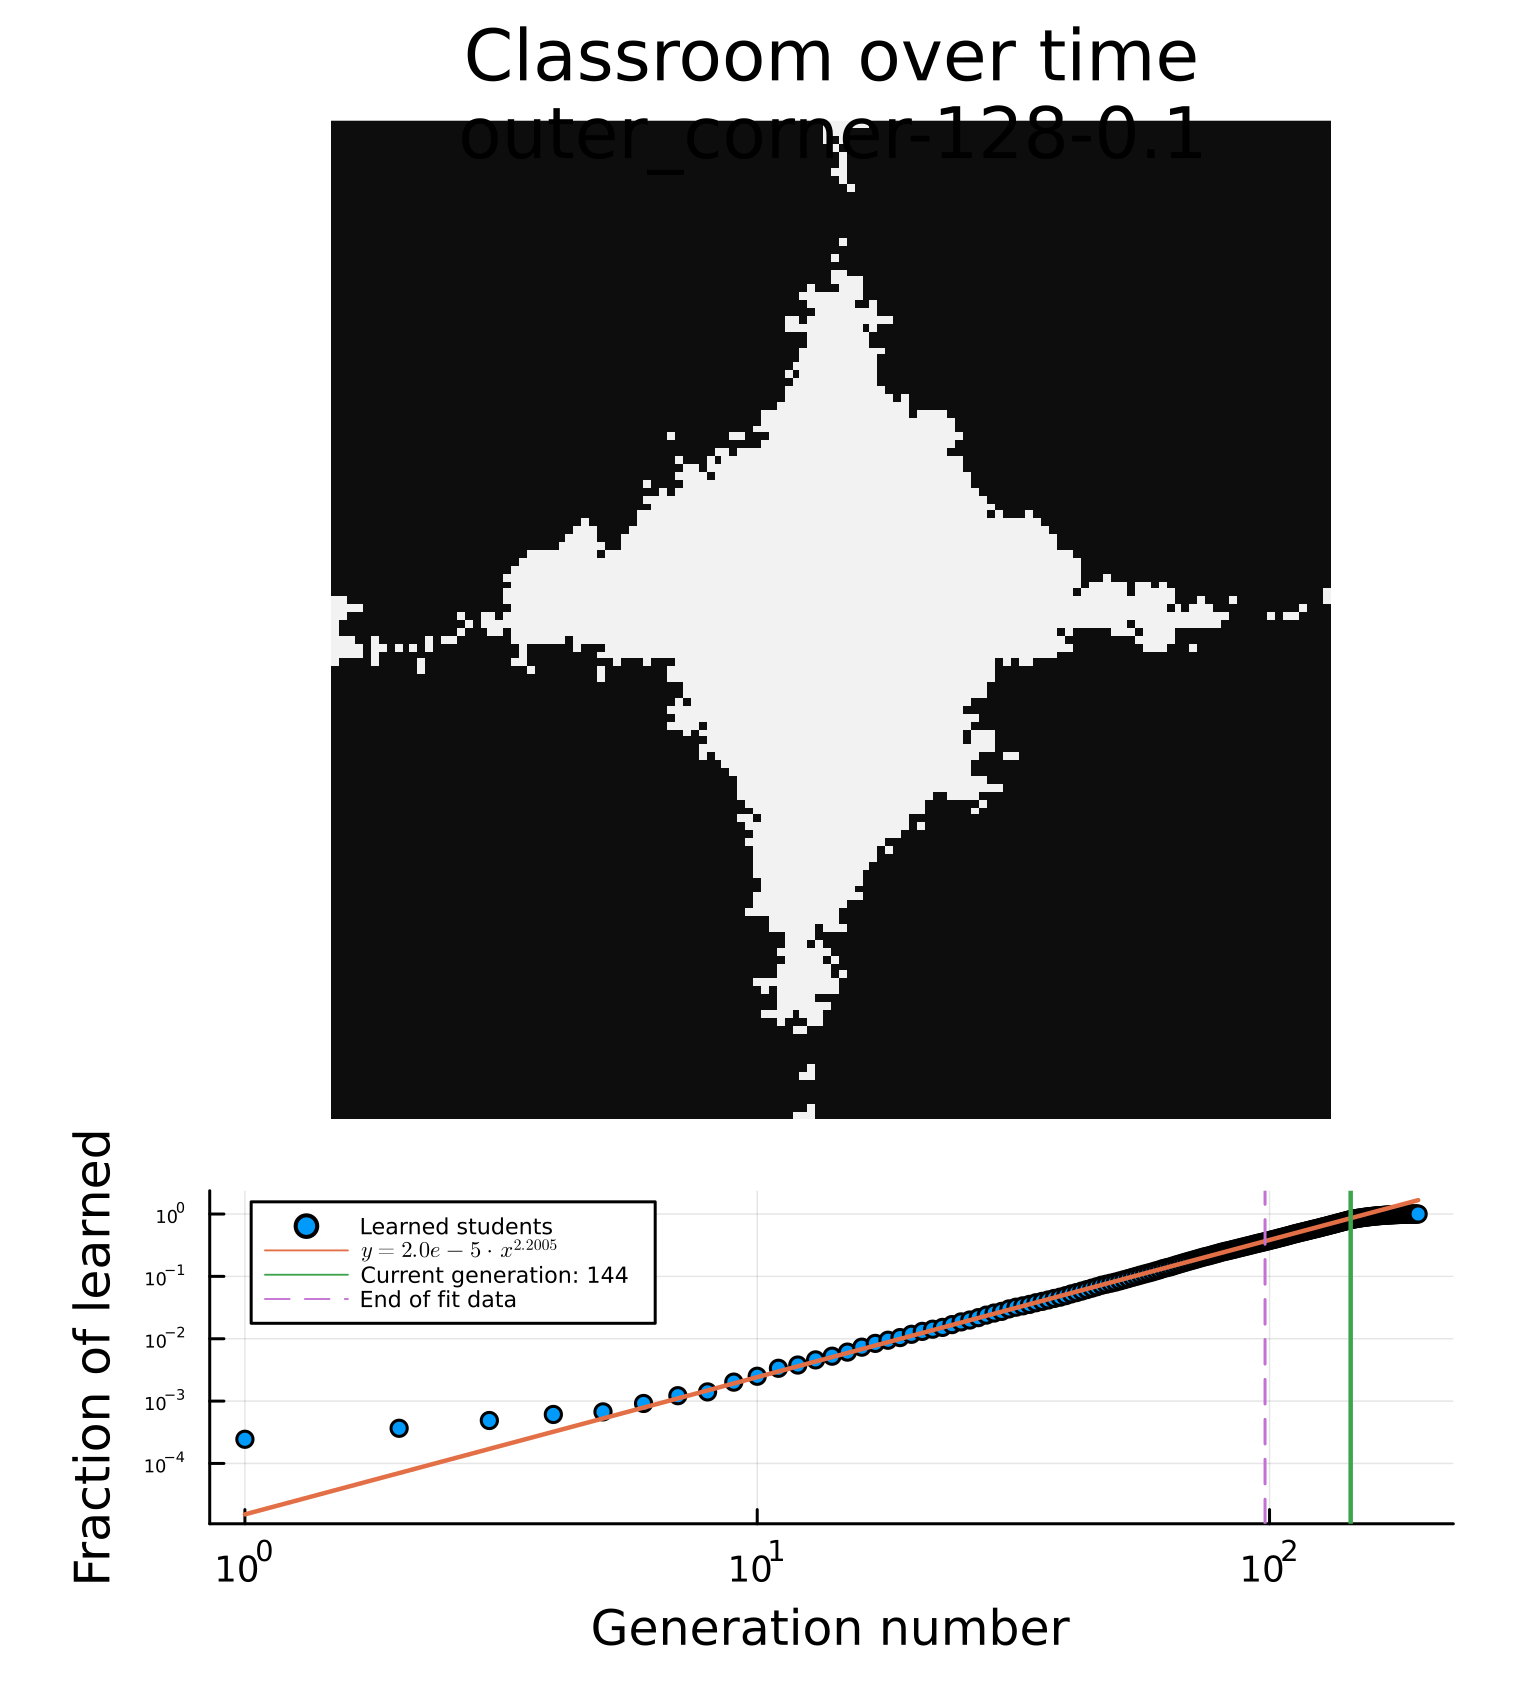 Classroom over time
outer_corner-128-0.1
Fraction of learned
10^0
10^-1
10^-2
10^-3
10^-4
Learned students
y = 2.0e − 5 · x^2.2005
Current generation: 144
End of fit data
10^0 10^1 10^2
Generation number